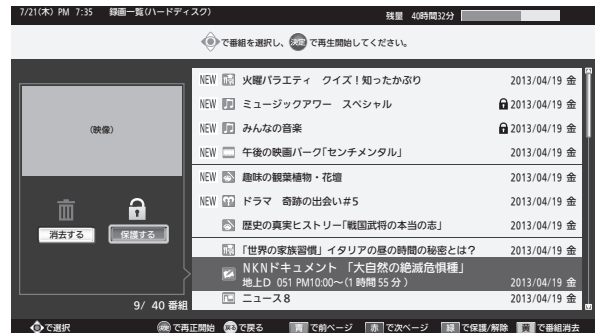 7/21(木) PM 7:35 録画一覧(ハードディスク) 残量 40時間32分
で番組を選択し、決定 で再生開始してください。
NEW 火曜バラエティ クイズ！知ったかぶり 2013/04/19 金
NEW ミュージックアワー スペシャル 2013/04/19 金
NEW みんなの音楽 2013/04/19 金
NEW 午後の映画パーク「センチメンタル」 2013/04/19 金
NEW 趣味の観葉植物・花壇 2013/04/19 金
NEW ドラマ 奇跡の出会い#5 2013/04/19 金
歴史の真実ヒストリー「戦国武将の本当の志」 2013/04/19 金
「世界の家族習慣」イタリアの昼の時間の秘密とは？ 2013/04/19 金
NKNドキュメント 「大自然の絶滅危惧種」
地上D 051 PM10:00～(1時間55分) 2013/04/19 金
ニュース8 2013/04/19 金
(映像)
消去する 保護する
9/ 40 番組
で選択 決定 で再正開始 戻る で戻る 青 で前ページ 赤 で次ページ 緑 で保護/解除 黄 で番組消去